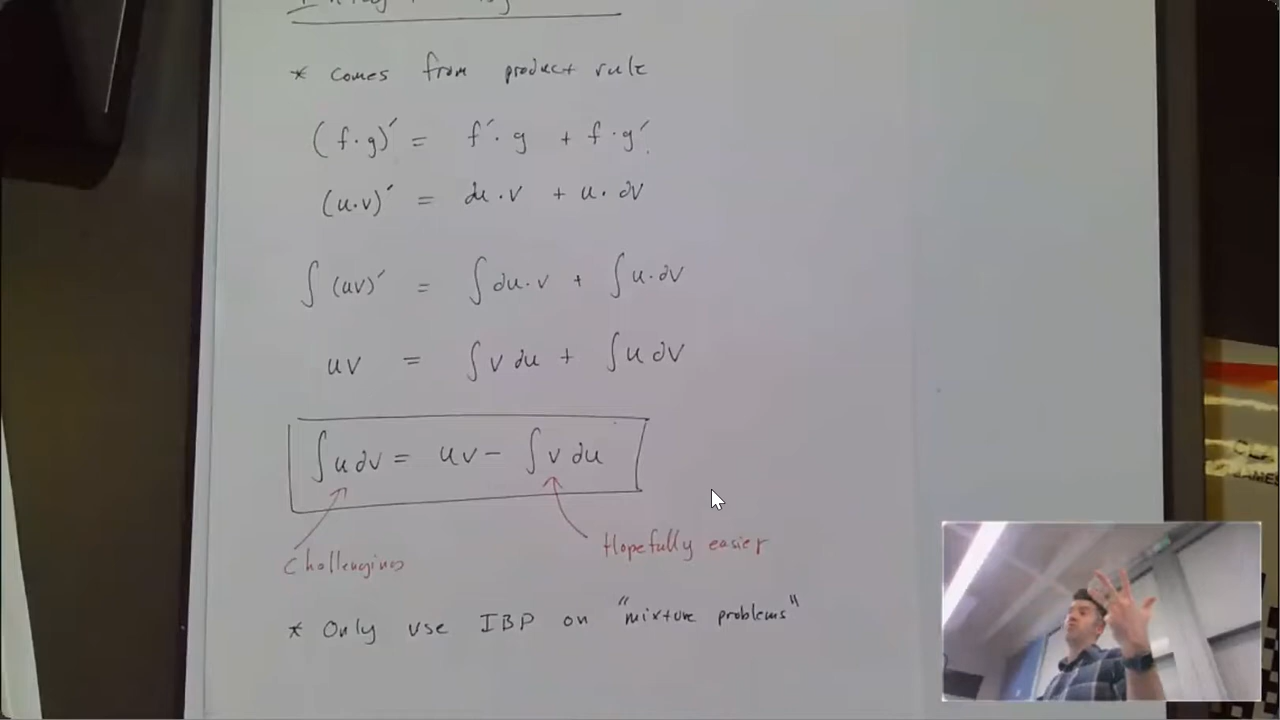 * Comes from product rule
(f·g)′ = f′·g + f·g′.
(u·v)′ = du·v + u·dv
∫(uv)′ = ∫du·v + ∫u·dv
uv = ∫v du + ∫u dv
∫u dv = uv - ∫v du
Challenging Hopefully easier
* Only use IBP on "mixture problems"